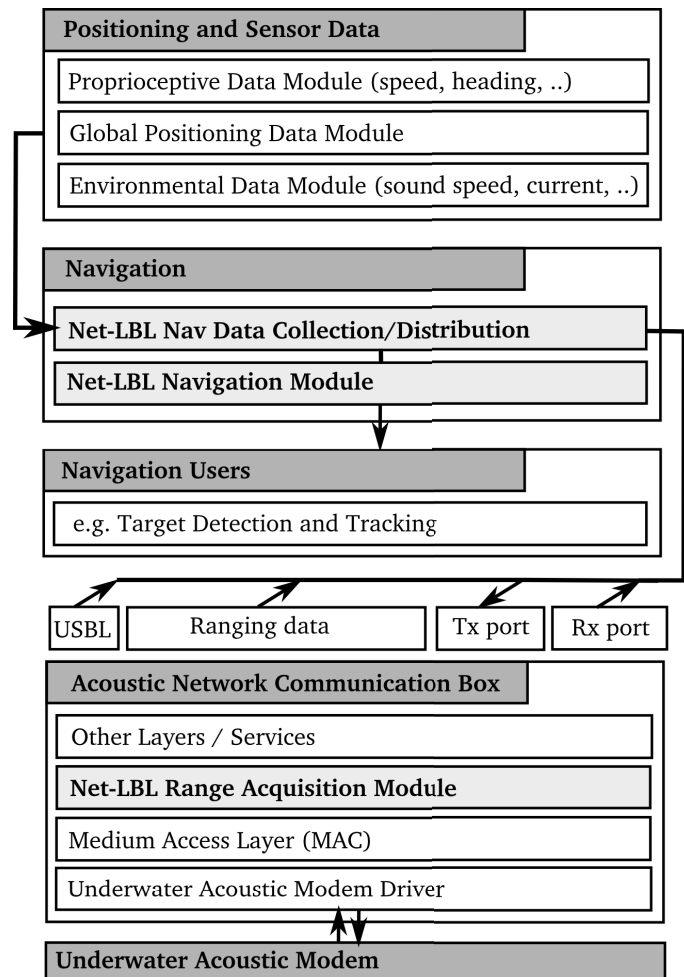 Positioning and Sensor Data
Proprioceptive Data Module (speed, heading, ..)
Global Positioning Data Module
Environmental Data Module (sound speed, current, ..)
Navigation
Net-LBL Nav Data Collection/Distribution
Net-LBL Navigation Module
Navigation Users
e.g. Target Detection and Tracking
USBL
Ranging data
Tx port
Rx port
Acoustic Network Communication Box
Other Layers / Services
Net-LBL Range Acquisition Module
Medium Access Layer (MAC)
Underwater Acoustic Modem Driver
Underwater Acoustic Modem